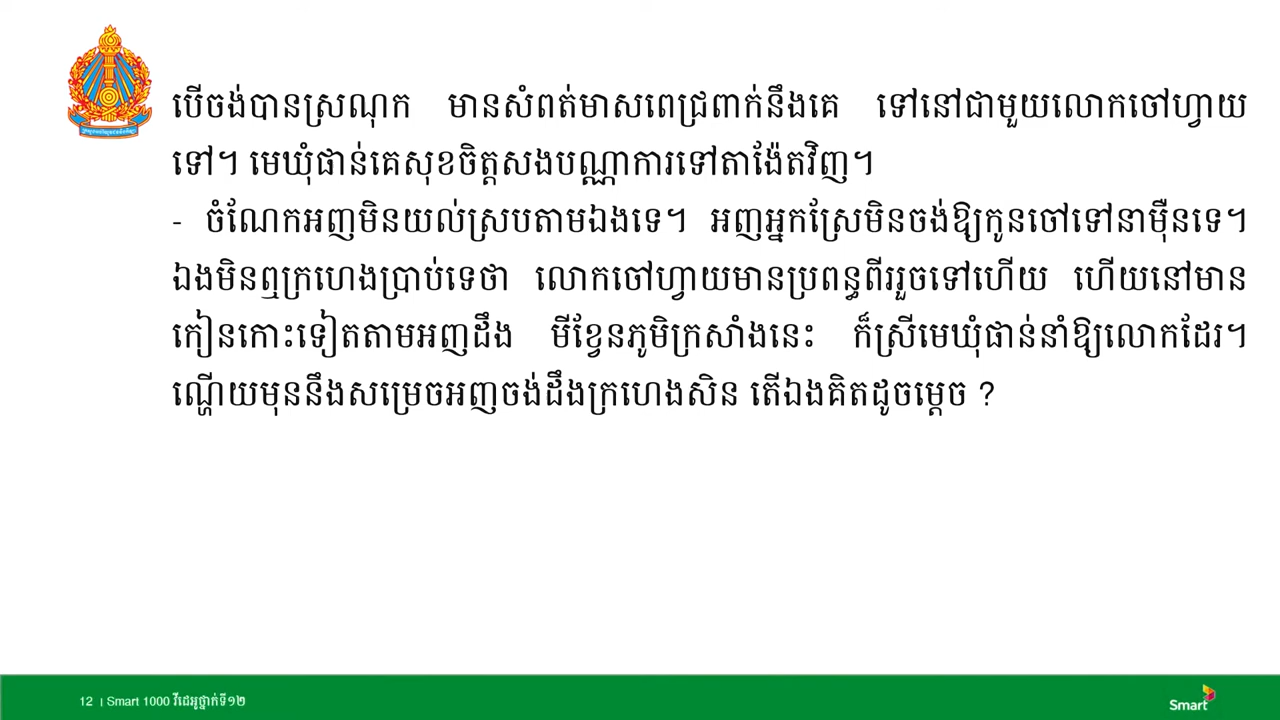 បើចង់បានស្រណុក មានសំពត់មាសពេជ្រពាក់នឹងគេ ទៅនៅជាមួយលោកចៅហ្វាយ
ទៅ។ មេឃុំផាន់គេសុខចិត្តសងបណ្ណាការទៅតាង៉ែតវិញ។
- ចំណែកអញមិនយល់ស្របតាមឯងទេ។ អញអ្នកស្រែមិនចង់ឱ្យកូនចៅទៅនាម៉ឺនទេ។
ឯងមិនឮក្រហេងប្រាប់ទេថា លោកចៅហ្វាយមានប្រពន្ធពីររួចទៅហើយ ហើយនៅមាន
កៀនកោះទៀតតាមអញដឹង មីខ្វែនភូមិក្រសាំងនេះ ក៏ស្រីមេឃុំផាន់នាំឱ្យលោកដែរ។
ណ្ហើយមុននឹងសម្រេចអញចង់ដឹងក្រហេងសិន តើឯងគិតដូចម្ដេច ?
12 | Smart 1000 វីដេអូថ្នាក់ទី១២
Smart